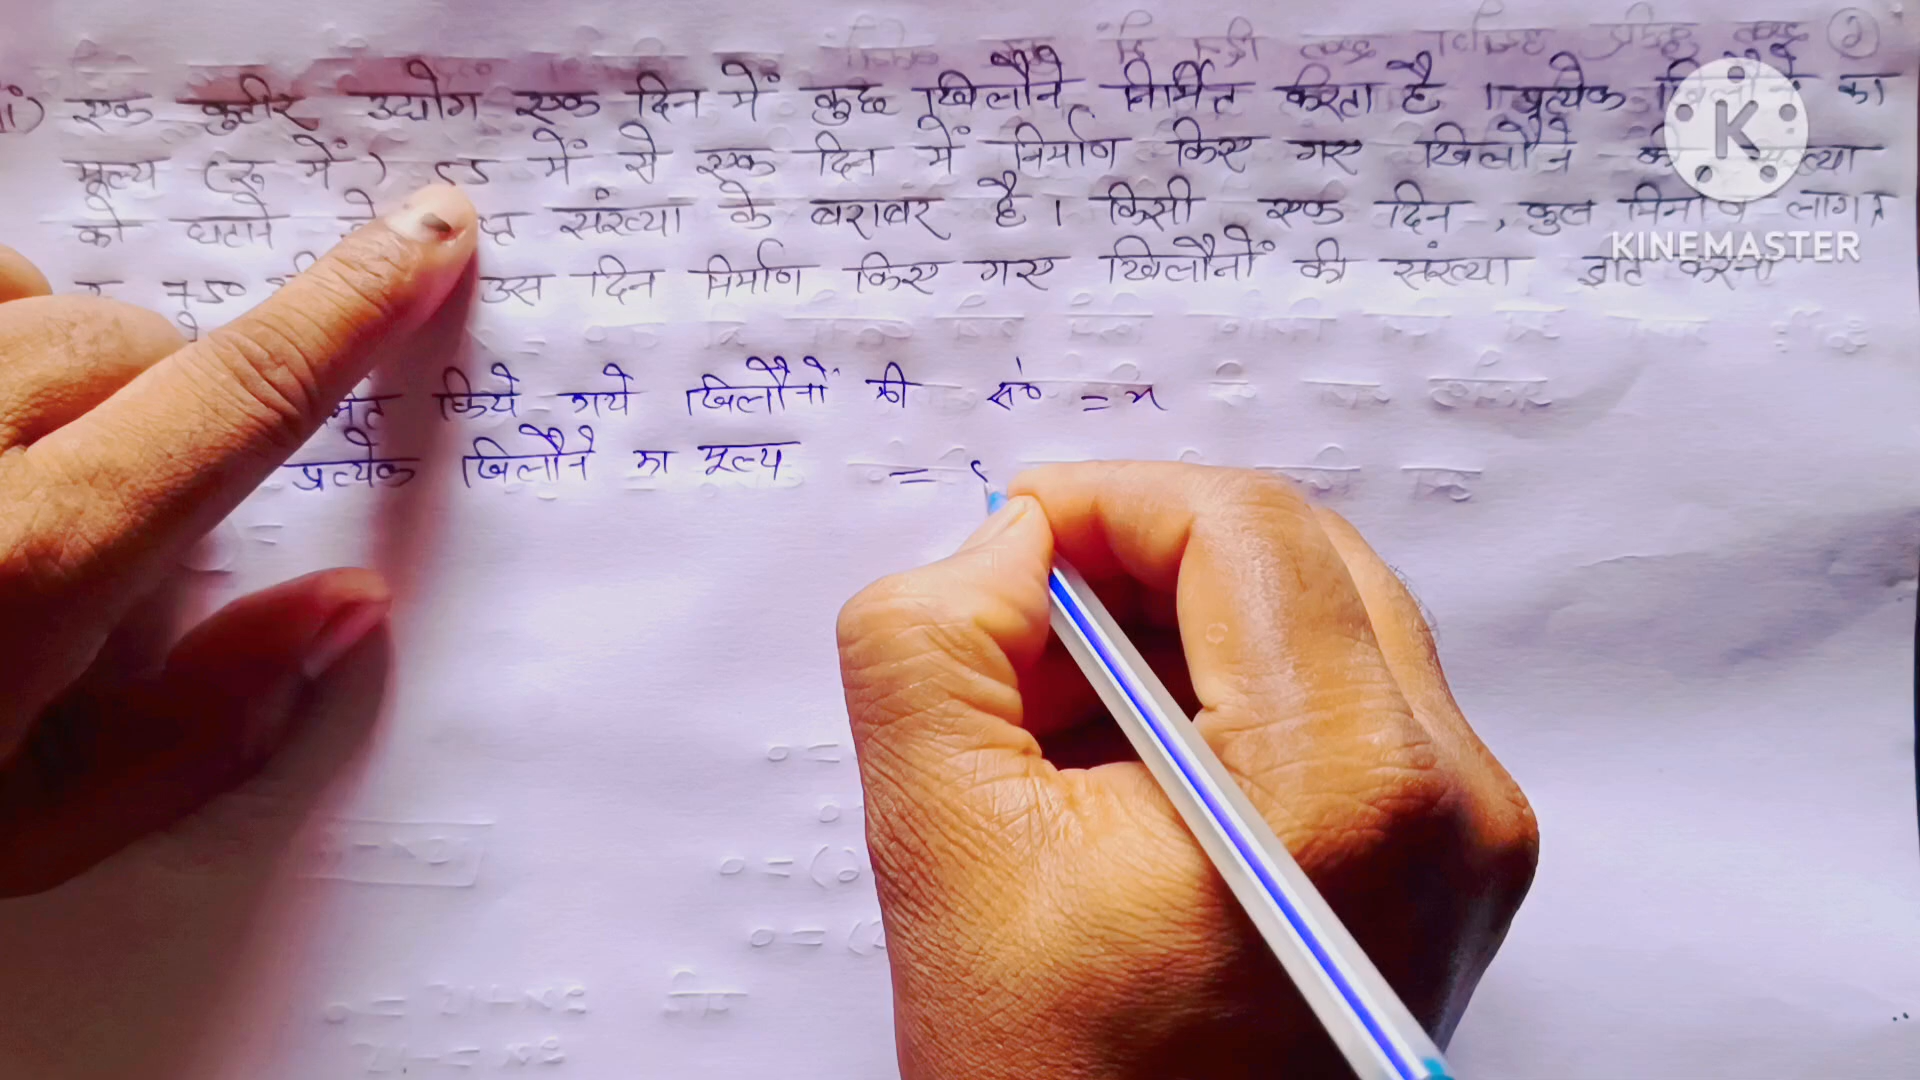 एक कुटीर उद्योग एक दिन में कुछ खिलौने निर्मित करता है । प्रत्येक का
मूल्य (रू में) 55 में से एक दिन में निर्माण किए गए खिलौने
को घटाने संख्या के बराबर है । किसी एक दिन , कुल लागत
750 उस दिन निर्माण किए गए खिलौनों की संख्या ज्ञात करना
किये गये खिलौनों की सं० = x
प्रत्येक खिलौने का मूल्य =
KINEMASTER